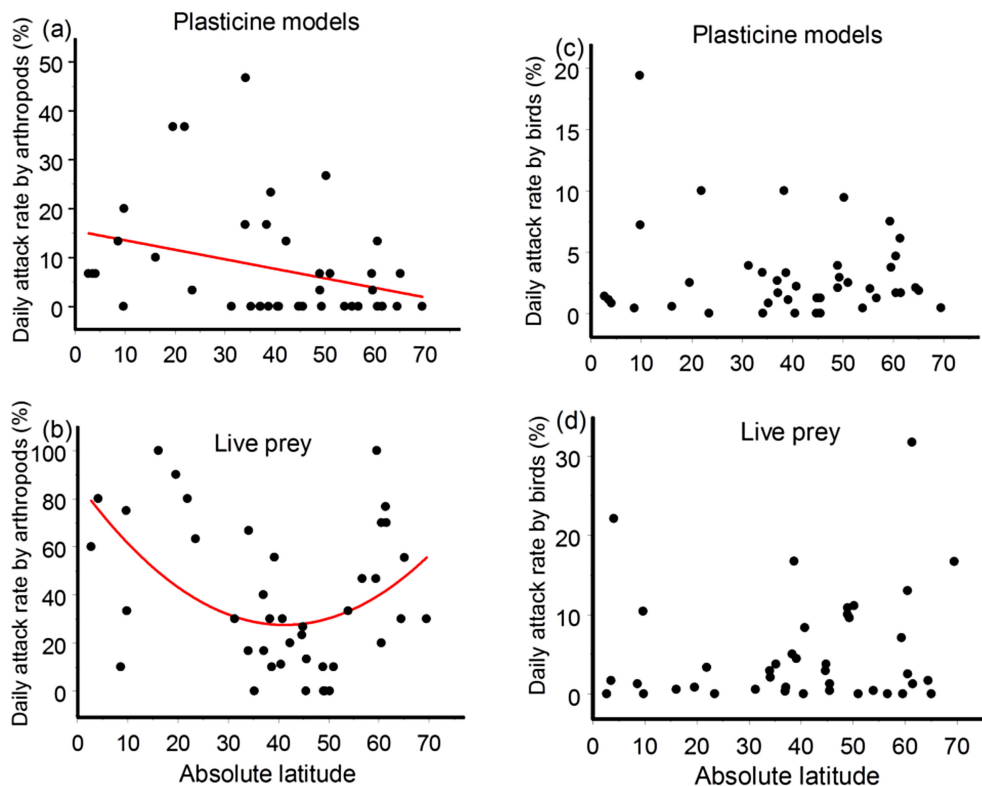 (a)
Plasticine models
Daily attack rate by arthropods (%)
50
40
30
20
10
0
0 10 20 30 40 50 60 70
(c)
Plasticine models
Daily attack rate by birds (%)
20
15
10
5
0
0 10 20 30 40 50 60 70
(b)
Live prey
Daily attack rate by arthropods (%)
100
80
60
40
20
0
0 10 20 30 40 50 60 70
Absolute latitude
(d)
Live prey
Daily attack rate by birds (%)
30
20
10
0
0 10 20 30 40 50 60 70
Absolute latitude